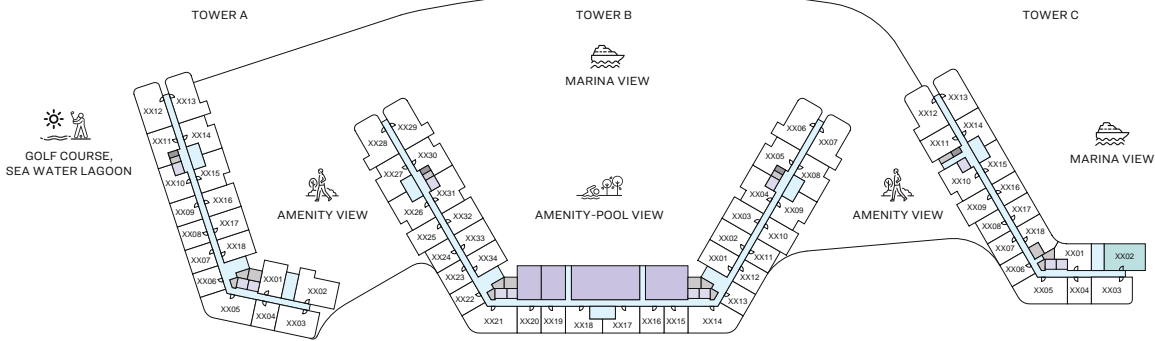 TOWER A
TOWER B
TOWER C
MARINA VIEW
GOLF COURSE,
SEA WATER LAGOON
AMENITY VIEW
AMENITY-POOL VIEW
AMENITY VIEW
MARINA VIEW
XX13
XX12
XX14
XX11
XX15
XX10
XX16
XX09
XX17
XX08
XX18
XX07
XX06
XX01
XX02
XX05
XX04
XX03
XX29
XX28
XX30
XX27
XX31
XX26
XX32
XX25
XX33
XX24
XX34
XX23
XX22
XX21
XX20
XX19
XX18
XX17
XX16
XX15
XX14
XX13
XX12
XX01
XX11
XX02
XX10
XX03
XX09
XX04
XX08
XX05
XX07
XX06
XX13
XX12
XX14
XX11
XX15
XX10
XX16
XX09
XX17
XX08
XX18
XX07
XX06
XX01
XX02
XX05
XX04
XX03